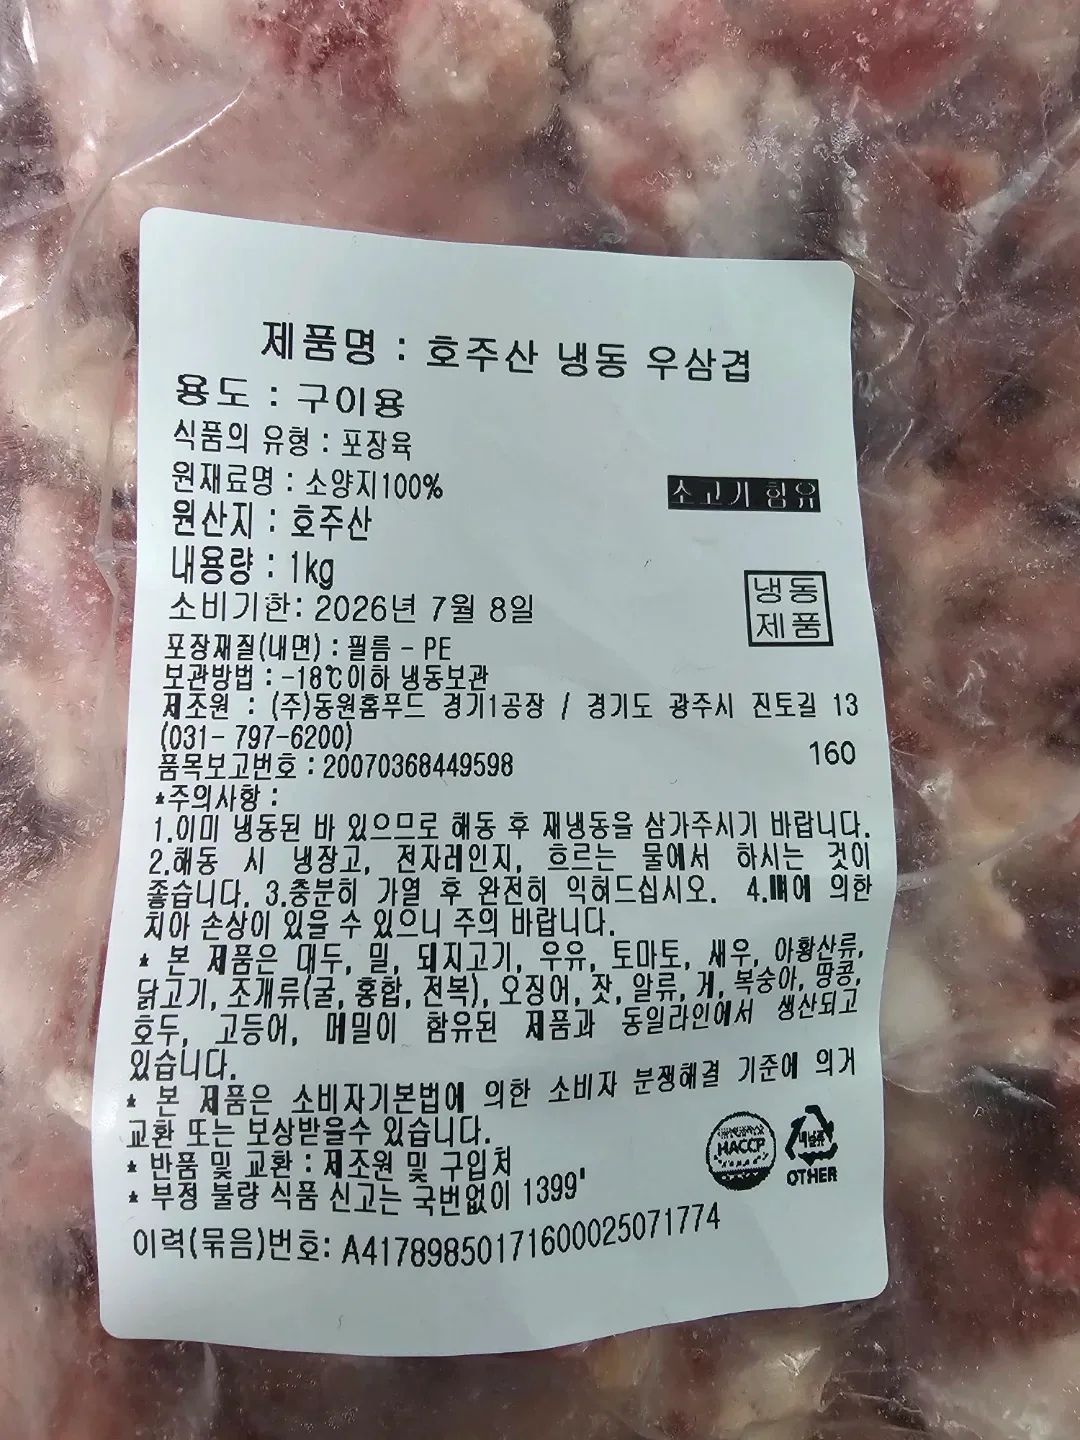 제품명 : 호주산 냉동 우삼겹
용도 : 구이용
식품의 유형 : 포장육
원재료명 : 소양지100%
소고기 함유
원산지 : 호주산
내용량 : 1kg
냉동
제품
소비기한: 2026년 7월 8일
포장재질(내면) : 필름 - PE
보관방법 : -18℃이하 냉동보관
제조원 : (주)동원홈푸드 경기1공장 / 경기도 광주시 진토길 13
(031- 797-6200)
160
품목보고번호 : 20070368449598
*주의사항 :
1.이미 냉동된 바 있으므로 해동 후 재냉동을 삼가주시기 바랍니다.
2.해동 시 냉장고, 전자레인지, 흐르는 물에서 하시는 것이
좋습니다. 3.충분히 가열 후 완전히 익혀드십시오. 4.뼈에 의한
치아 손상이 있을 수 있으니 주의 바랍니다.
* 본 제품은 대두, 밀, 돼지고기, 우유, 토마토, 새우, 아황산류,
닭고기, 조개류(굴, 홍합, 전복), 오징어, 잣, 알류, 게, 복숭아, 땅콩,
호두, 고등어, 메밀이 함유된 제품과 동일라인에서 생산되고
있습니다.
* 본 제품은 소비자기본법에 의한 소비자 분쟁해결 기준에 의거
교환 또는 보상받을수 있습니다.
* 반품 및 교환 : 제조원 및 구입처
* 부정 불량 식품 신고는 국번없이 1399'
HACCP
비닐류
OTHER
이력(묶음)번호: A41789850171600025071774